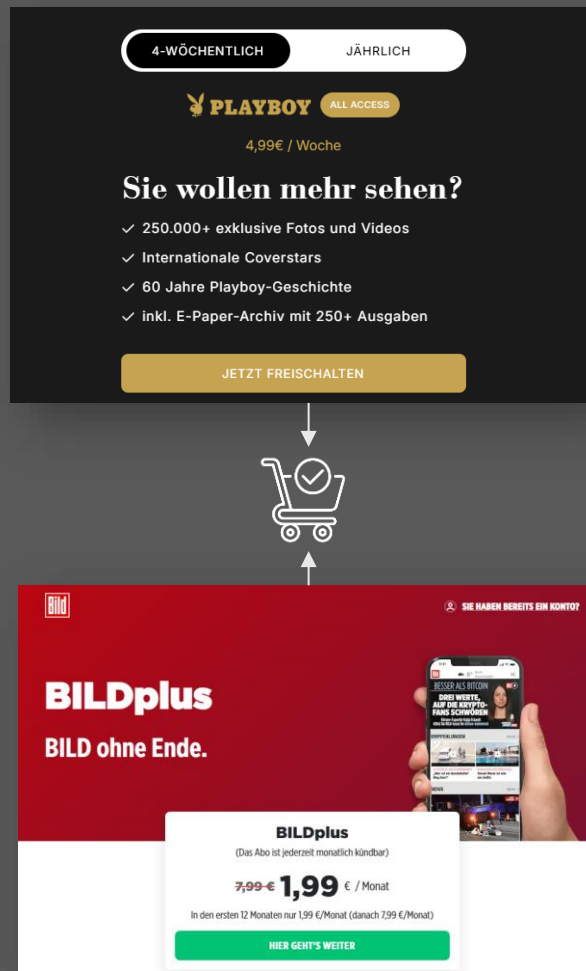 4-WÖCHENTLICH JÄHRLICH
PLAYBOY ALL ACCESS
4,99€ / Woche
Sie wollen mehr sehen?
250.000+ exklusive Fotos und Videos
Internationale Coverstars
60 Jahre Playboy-Geschichte
inkl. E-Paper-Archiv mit 250+ Ausgaben
JETZT FREISCHALTEN
Bild SIE HABEN BEREITS EIN KONTO?
BILDplus
BILD ohne Ende.
BESSER ALS BITCOIN
DREI WERTE,
AUF DIE KRYPTO-
FANS SCHWÖREN
BILDplus
(Das Abo ist jederzeit monatlich kündbar)
7,99 € 1,99 € / Monat
In den ersten 12 Monaten nur 1,99 €/Monat (danach 7,99 €/Monat)
HIER GEHT'S WEITER